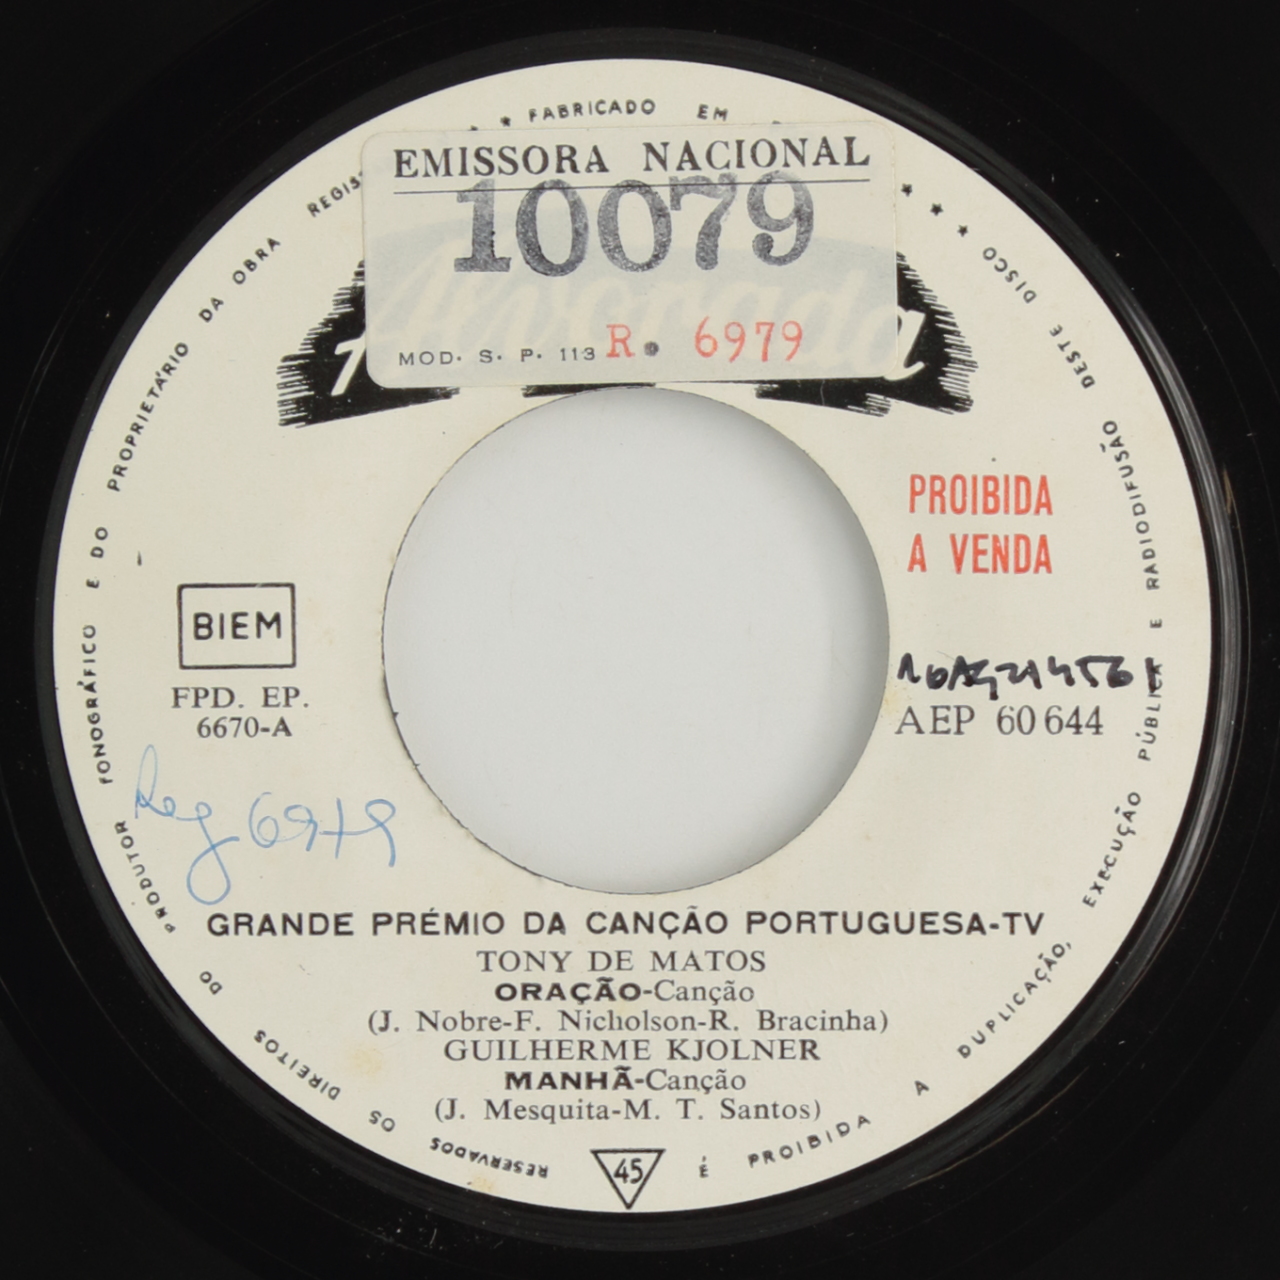 ★ FABRICADO EM
REGIS
EMISSORA NACIONAL
10079
Alvorada
MOD. S. P. 113 R. 6979
PROIBIDA
A VENDA
BIEM
FPD. EP.
6670-A
AEP 60 644
Reg 6979
GRANDE PRÉMIO DA CANÇÃO PORTUGUESA-TV
TONY DE MATOS
ORAÇÃO-Canção
(J. Nobre-F. Nicholson-R. Bracinha)
GUILHERME KJOLNER
MANHÃ-Canção
(J. Mesquita-M. T. Santos)
45
RESERVADOS OS DIREITOS DO PRODUTOR FONOGRÁFICO E DO PROPRIETÁRIO DA OBRA
É PROIBIDA A DUPLICAÇÃO, EXECUÇÃO PÚBLICA E RADIODIFUSÃO DESTE DISCO ★ ★ ★